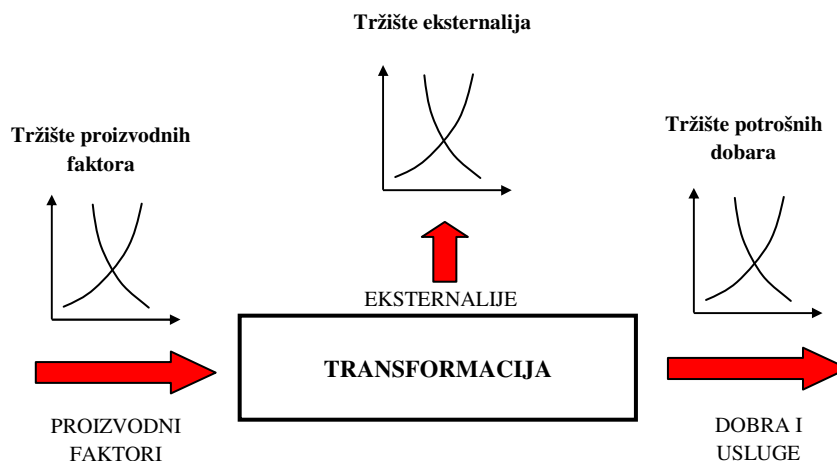 Tržište eksternalija
Tržište proizvodnih
faktora
Tržište potrošnih
dobara
EKSTERNALIJE
TRANSFORMACIJA
PROIZVODNI
FAKTORI
DOBRA I
USLUGE